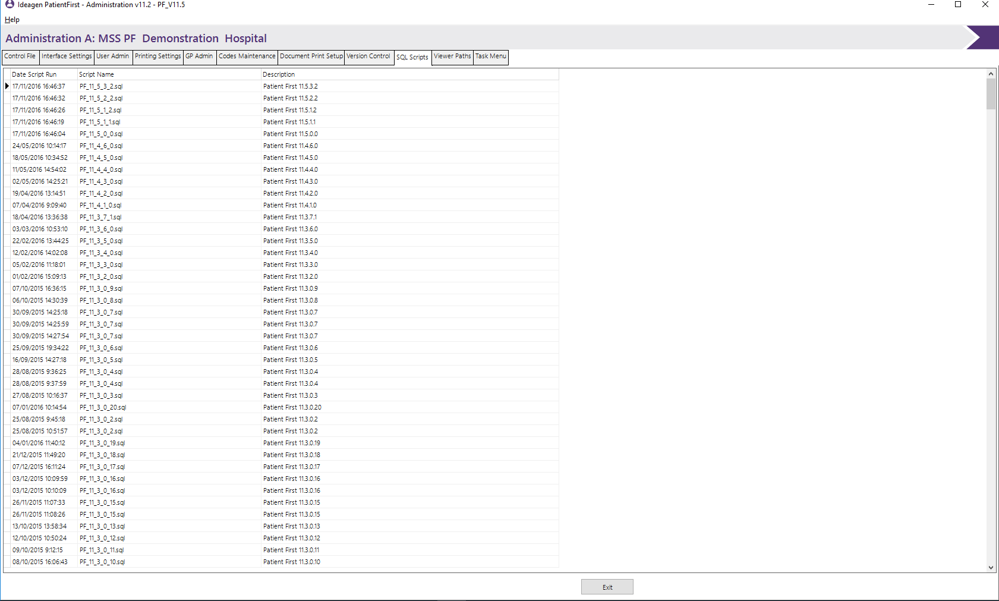 Ideagen PatientFirst - Administration v11.2 - PF_V11.5
Help
Administration A: MSS PF  Demonstration  Hospital
Control File Interface Settings User Admin Printing Settings GP Admin Codes Maintenance Document Print Setup Version Control SQL Scripts Viewer Paths Task Menu
Date Script Run Script Name Description
17/11/2016 16:46:37 PF_11_5_3_2.sql Patient First 11.5.3.2
17/11/2016 16:46:32 PF_11_5_2_2.sql Patient First 11.5.2.2
17/11/2016 16:46:26 PF_11_5_1_2.sql Patient First 11.5.1.2
17/11/2016 16:46:19 PF_11_5_1_1.sql Patient First 11.5.1.1
17/11/2016 16:46:04 PF_11_5_0_0.sql Patient First 11.5.0.0
24/05/2016 10:14:17 PF_11_4_6_0.sql Patient First 11.4.6.0
18/05/2016 10:34:52 PF_11_4_5_0.sql Patient First 11.4.5.0
11/05/2016 14:54:02 PF_11_4_4_0.sql Patient First 11.4.4.0
02/05/2016 14:25:21 PF_11_4_3_0.sql Patient First 11.4.3.0
19/04/2016 13:14:51 PF_11_4_2_0.sql Patient First 11.4.2.0
07/04/2016 9:09:40 PF_11_4_1_0.sql Patient First 11.4.1.0
18/04/2016 13:36:38 PF_11_3_7_1.sql Patient First 11.3.7.1
03/03/2016 10:53:10 PF_11_3_6_0.sql Patient First 11.3.6.0
22/02/2016 13:44:25 PF_11_3_5_0.sql Patient First 11.3.5.0
12/02/2016 14:02:08 PF_11_3_4_0.sql Patient First 11.3.4.0
05/02/2016 11:18:01 PF_11_3_3_0.sql Patient First 11.3.3.0
01/02/2016 15:09:13 PF_11_3_2_0.sql Patient First 11.3.2.0
07/10/2015 16:36:15 PF_11_3_0_9.sql Patient First 11.3.0.9
06/10/2015 14:30:39 PF_11_3_0_8.sql Patient First 11.3.0.8
30/09/2015 14:25:18 PF_11_3_0_7.sql Patient First 11.3.0.7
30/09/2015 14:25:59 PF_11_3_0_7.sql Patient First 11.3.0.7
30/09/2015 14:27:54 PF_11_3_0_7.sql Patient First 11.3.0.7
25/09/2015 19:34:22 PF_11_3_0_6.sql Patient First 11.3.0.6
16/09/2015 14:27:18 PF_11_3_0_5.sql Patient First 11.3.0.5
28/08/2015 9:36:25 PF_11_3_0_4.sql Patient First 11.3.0.4
28/08/2015 9:37:59 PF_11_3_0_4.sql Patient First 11.3.0.4
27/08/2015 10:16:37 PF_11_3_0_3.sql Patient First 11.3.0.3
07/01/2016 10:14:54 PF_11_3_0_20.sql Patient First 11.3.0.20
25/08/2015 9:45:18 PF_11_3_0_2.sql Patient First 11.3.0.2
25/08/2015 10:51:57 PF_11_3_0_2.sql Patient First 11.3.0.2
04/01/2016 11:40:12 PF_11_3_0_19.sql Patient First 11.3.0.19
21/12/2015 11:49:20 PF_11_3_0_18.sql Patient First 11.3.0.18
07/12/2015 16:11:24 PF_11_3_0_17.sql Patient First 11.3.0.17
03/12/2015 10:09:59 PF_11_3_0_16.sql Patient First 11.3.0.16
03/12/2015 10:10:09 PF_11_3_0_16.sql Patient First 11.3.0.16
26/11/2015 11:07:33 PF_11_3_0_15.sql Patient First 11.3.0.15
26/11/2015 11:08:26 PF_11_3_0_15.sql Patient First 11.3.0.15
13/10/2015 13:58:34 PF_11_3_0_13.sql Patient First 11.3.0.13
12/10/2015 10:50:24 PF_11_3_0_12.sql Patient First 11.3.0.12
09/10/2015 9:12:15 PF_11_3_0_11.sql Patient First 11.3.0.11
08/10/2015 16:06:43 PF_11_3_0_10.sql Patient First 11.3.0.10
Exit